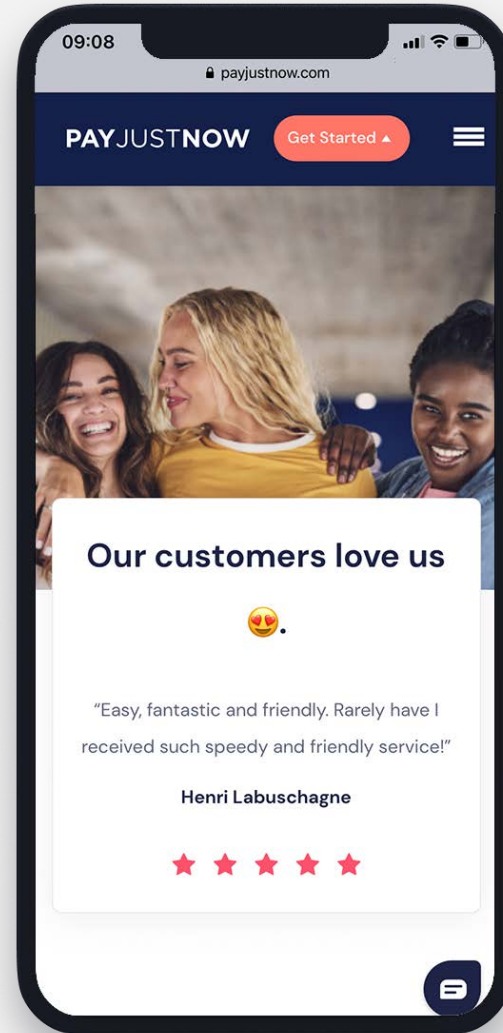 09:08
payjustnow.com
PAYJUSTNOW
Get Started ▲
Our customers love us
😍.
“Easy, fantastic and friendly. Rarely have I
received such speedy and friendly service!”
Henri Labuschagne